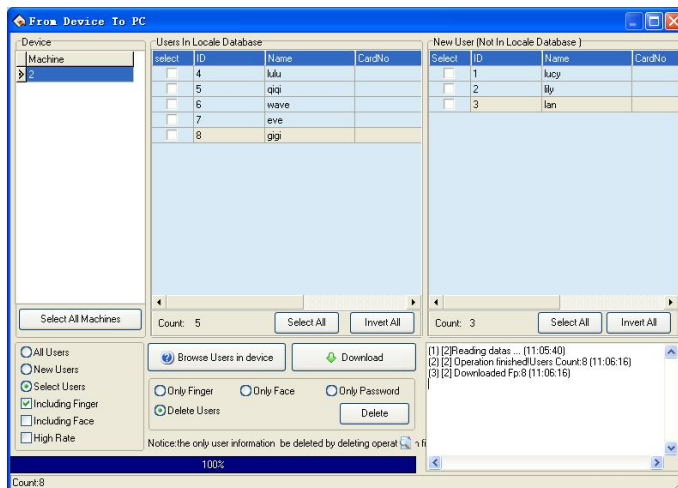 From Device To PC
Device
Machine
2
Select All Machines
Users In Locale Database
select ID Name CardNo
4 lulu
5 qiqi
6 wave
7 eve
8 gigi
Count: 5 Select All Invert All
New User (Not In Locale Database )
Select ID Name CardNo
1 lucy
2 lily
3 lan
Count: 3 Select All Invert All
All Users
New Users
Select Users
Including Finger
Including Face
High Rate
Browse Users in device Download
Only Finger Only Face Only Password
Delete Users Delete
Notice:the only user information be deleted by deleting operat
(1) [2]Reading datas ... (11:05:40)
(2) [2] Operation finished!Users Count:8 (11:06:16)
(3) [2] Downloaded Fp:8 (11:06:16)
100%
Count:8